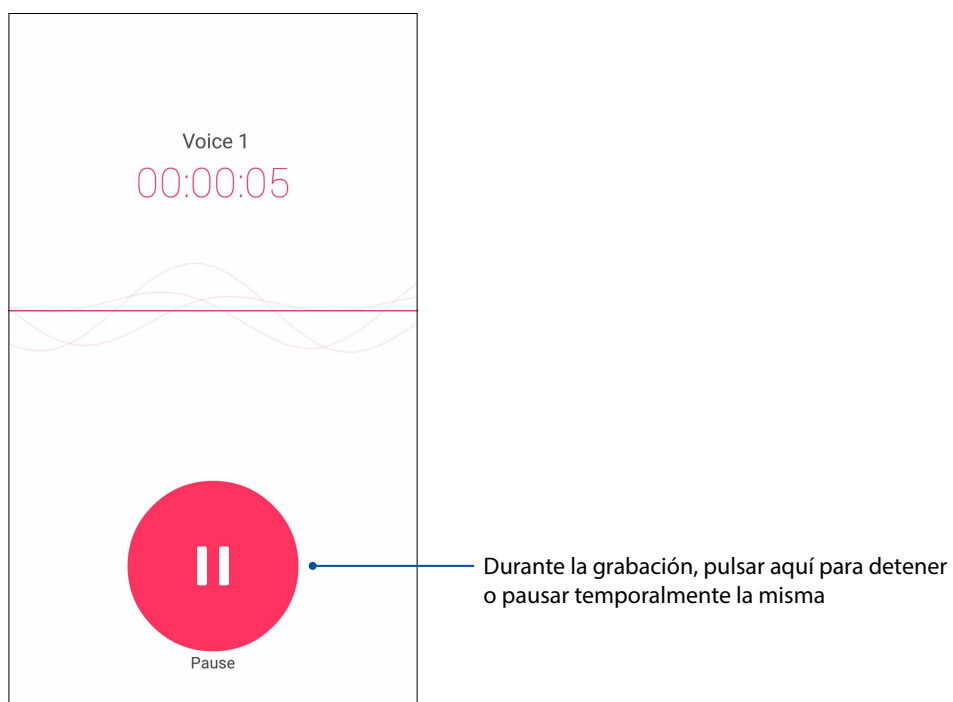 Voice 1
00:00:05
Durante la grabación, pulsar aquí para detener
o pausar temporalmente la misma
Pause